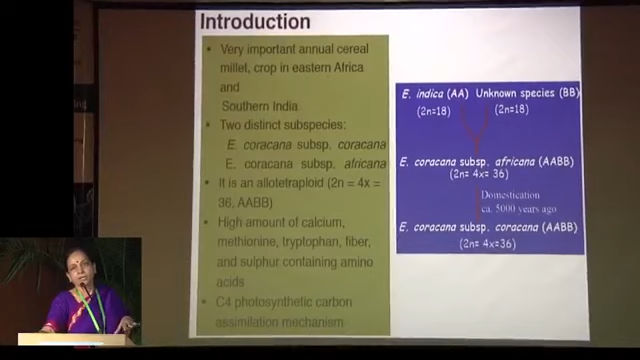 Introduction
• Very important annual cereal
millet, crop in eastern Africa
and
Southern India
• Two distinct subspecies:
E. coracana subsp. coracana
E. coracana subsp. africana
• It is an allotetraploid (2n = 4x =
36, AABB)
• High amount of calcium,
methionine, tryptophan, fiber,
and sulphur containing amino
acids
• C4 photosynthetic carbon
assimilation mechanism
E. indica (AA) Unknown species (BB)
(2n=18) (2n=18)
E. coracana subsp. africana (AABB)
(2n= 4x= 36)
Domestication
ca. 5000 years ago
E. coracana subsp. coracana (AABB)
(2n= 4x=36)